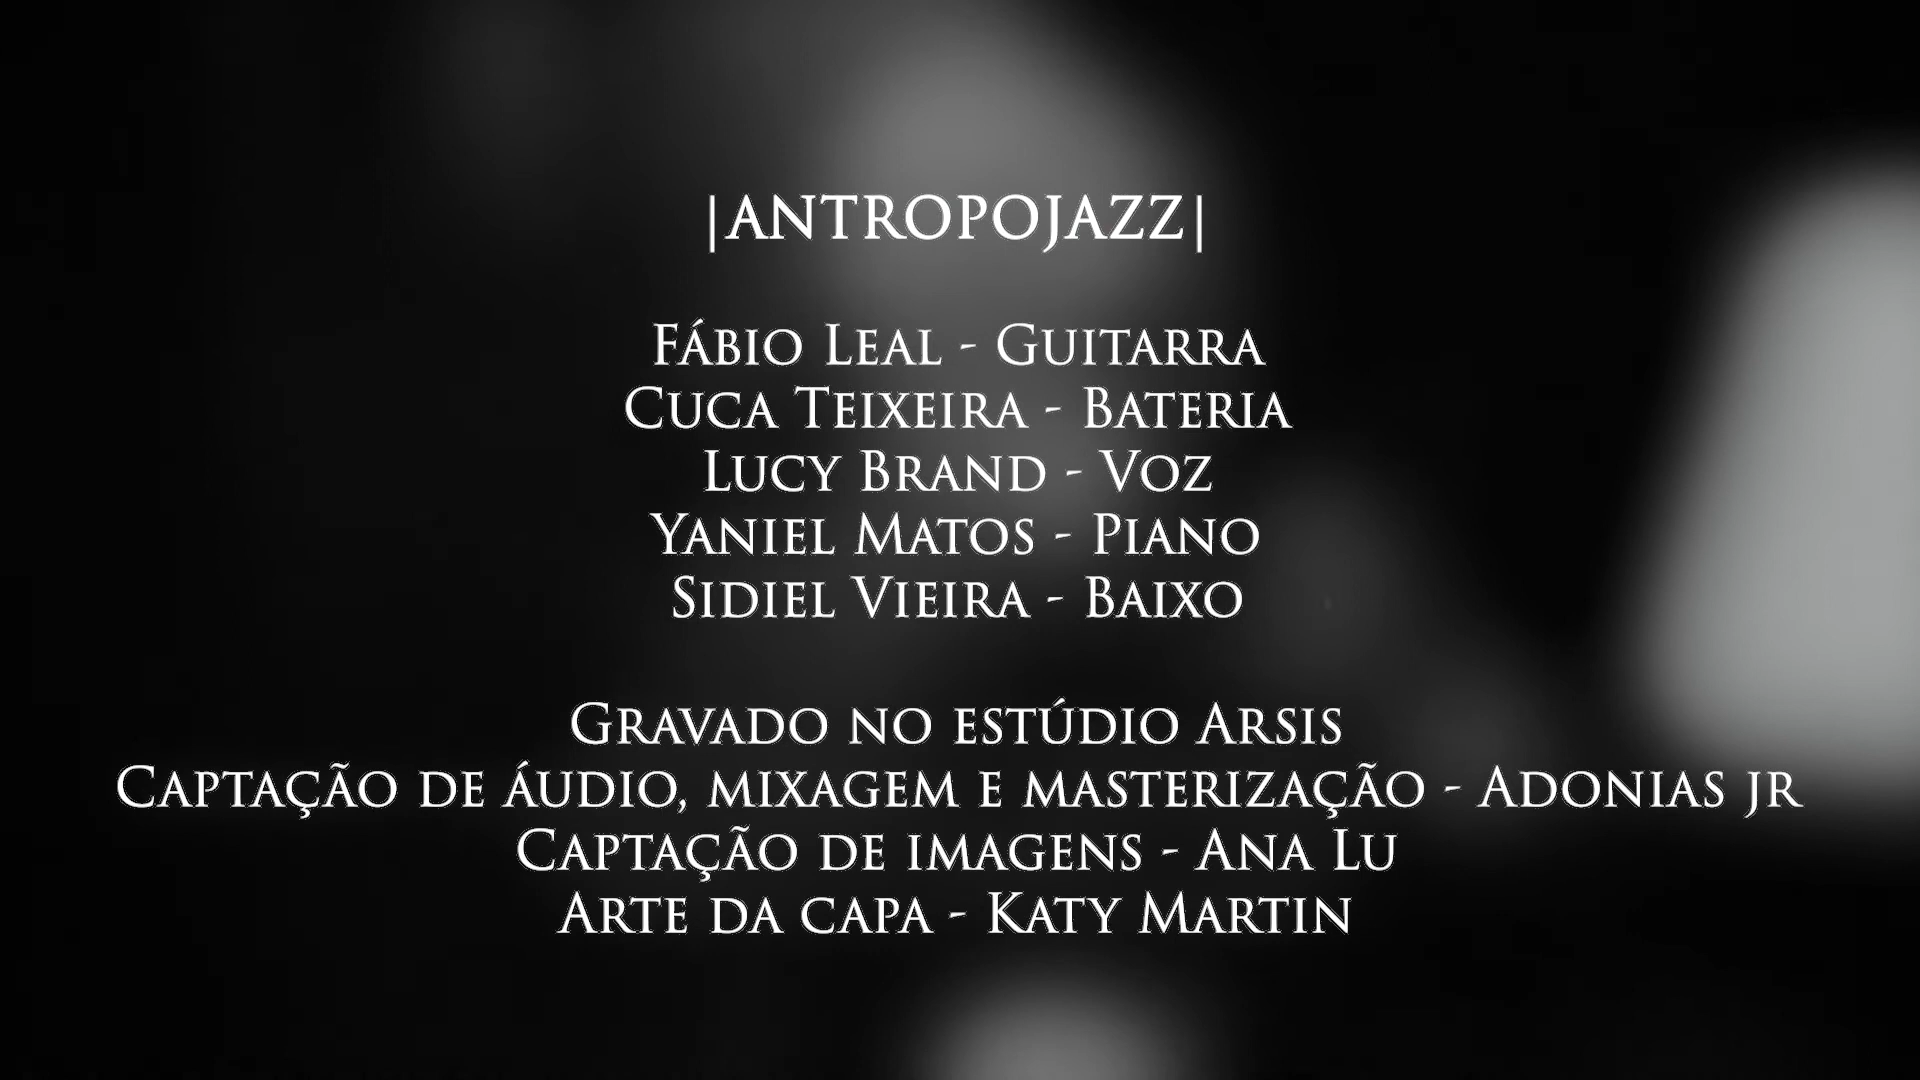 |ANTROPOJAZZ|
Fábio Leal - Guitarra
Cuca Teixeira - Bateria
Lucy Brand - Voz
Yaniel Matos - Piano
Sidiel Vieira - Baixo
Gravado no estúdio Arsis
Captação de áudio, mixagem e masterização - Adonias jr
Captação de imagens - Ana Lu
Arte da capa - Katy Martin